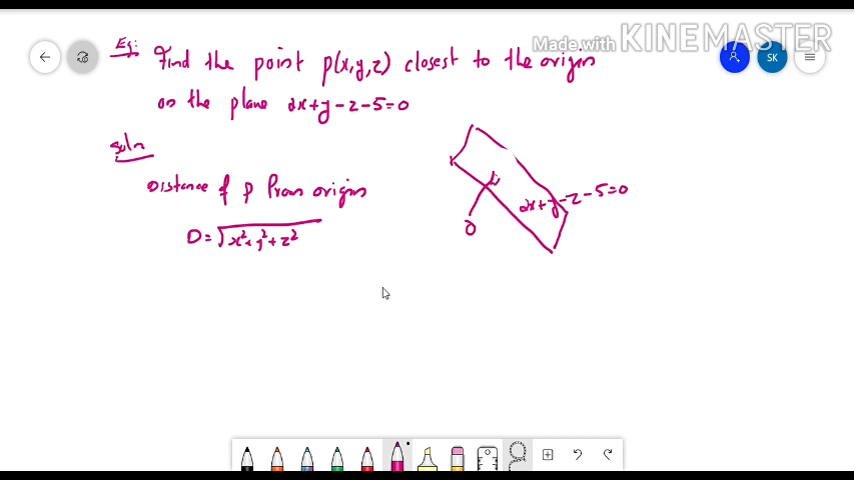 Made with KINEMASTER
Eg: Find the point P(x,y,z) closest to the origin
on the plane 2x+y-z-5=0
Soln
Distance of P from origin
D=√x²+y²+z²
2x+y-z-5=0
O
SK